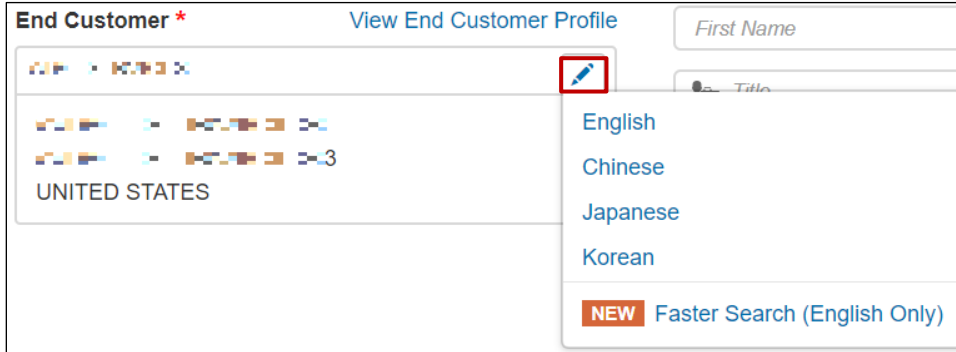 End Customer * View End Customer Profile
First Name
Title
3
UNITED STATES
English
Chinese
Japanese
Korean
NEW Faster Search (English Only)